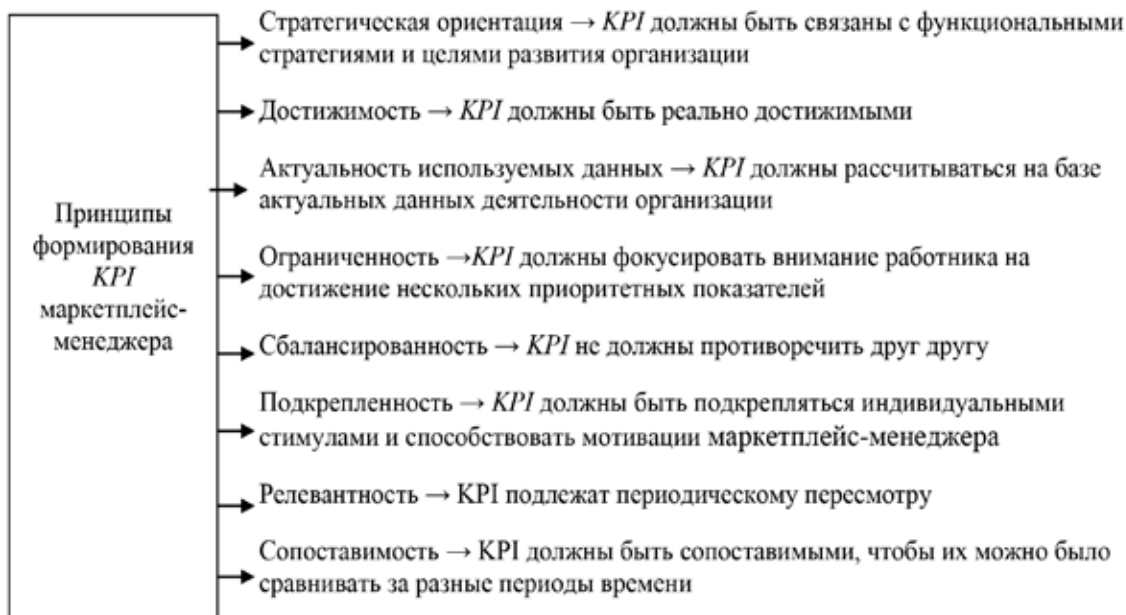 Принципы
формирования
KPI
маркетплейс-
менеджера
Стратегическая ориентация → KPI должны быть связаны с функциональными
стратегиями и целями развития организации
Достижимость → KPI должны быть реально достижимыми
Актуальность используемых данных → KPI должны рассчитываться на базе
актуальных данных деятельности организации
Ограниченность →KPI должны фокусировать внимание работника на
достижение нескольких приоритетных показателей
Сбалансированность → KPI не должны противоречить друг другу
Подкрепленность → KPI должны быть подкрепляться индивидуальными
стимулами и способствовать мотивации маркетплейс-менеджера
Релевантность → KPI подлежат периодическому пересмотру
Сопоставимость → KPI должны быть сопоставимыми, чтобы их можно было
сравнивать за разные периоды времени